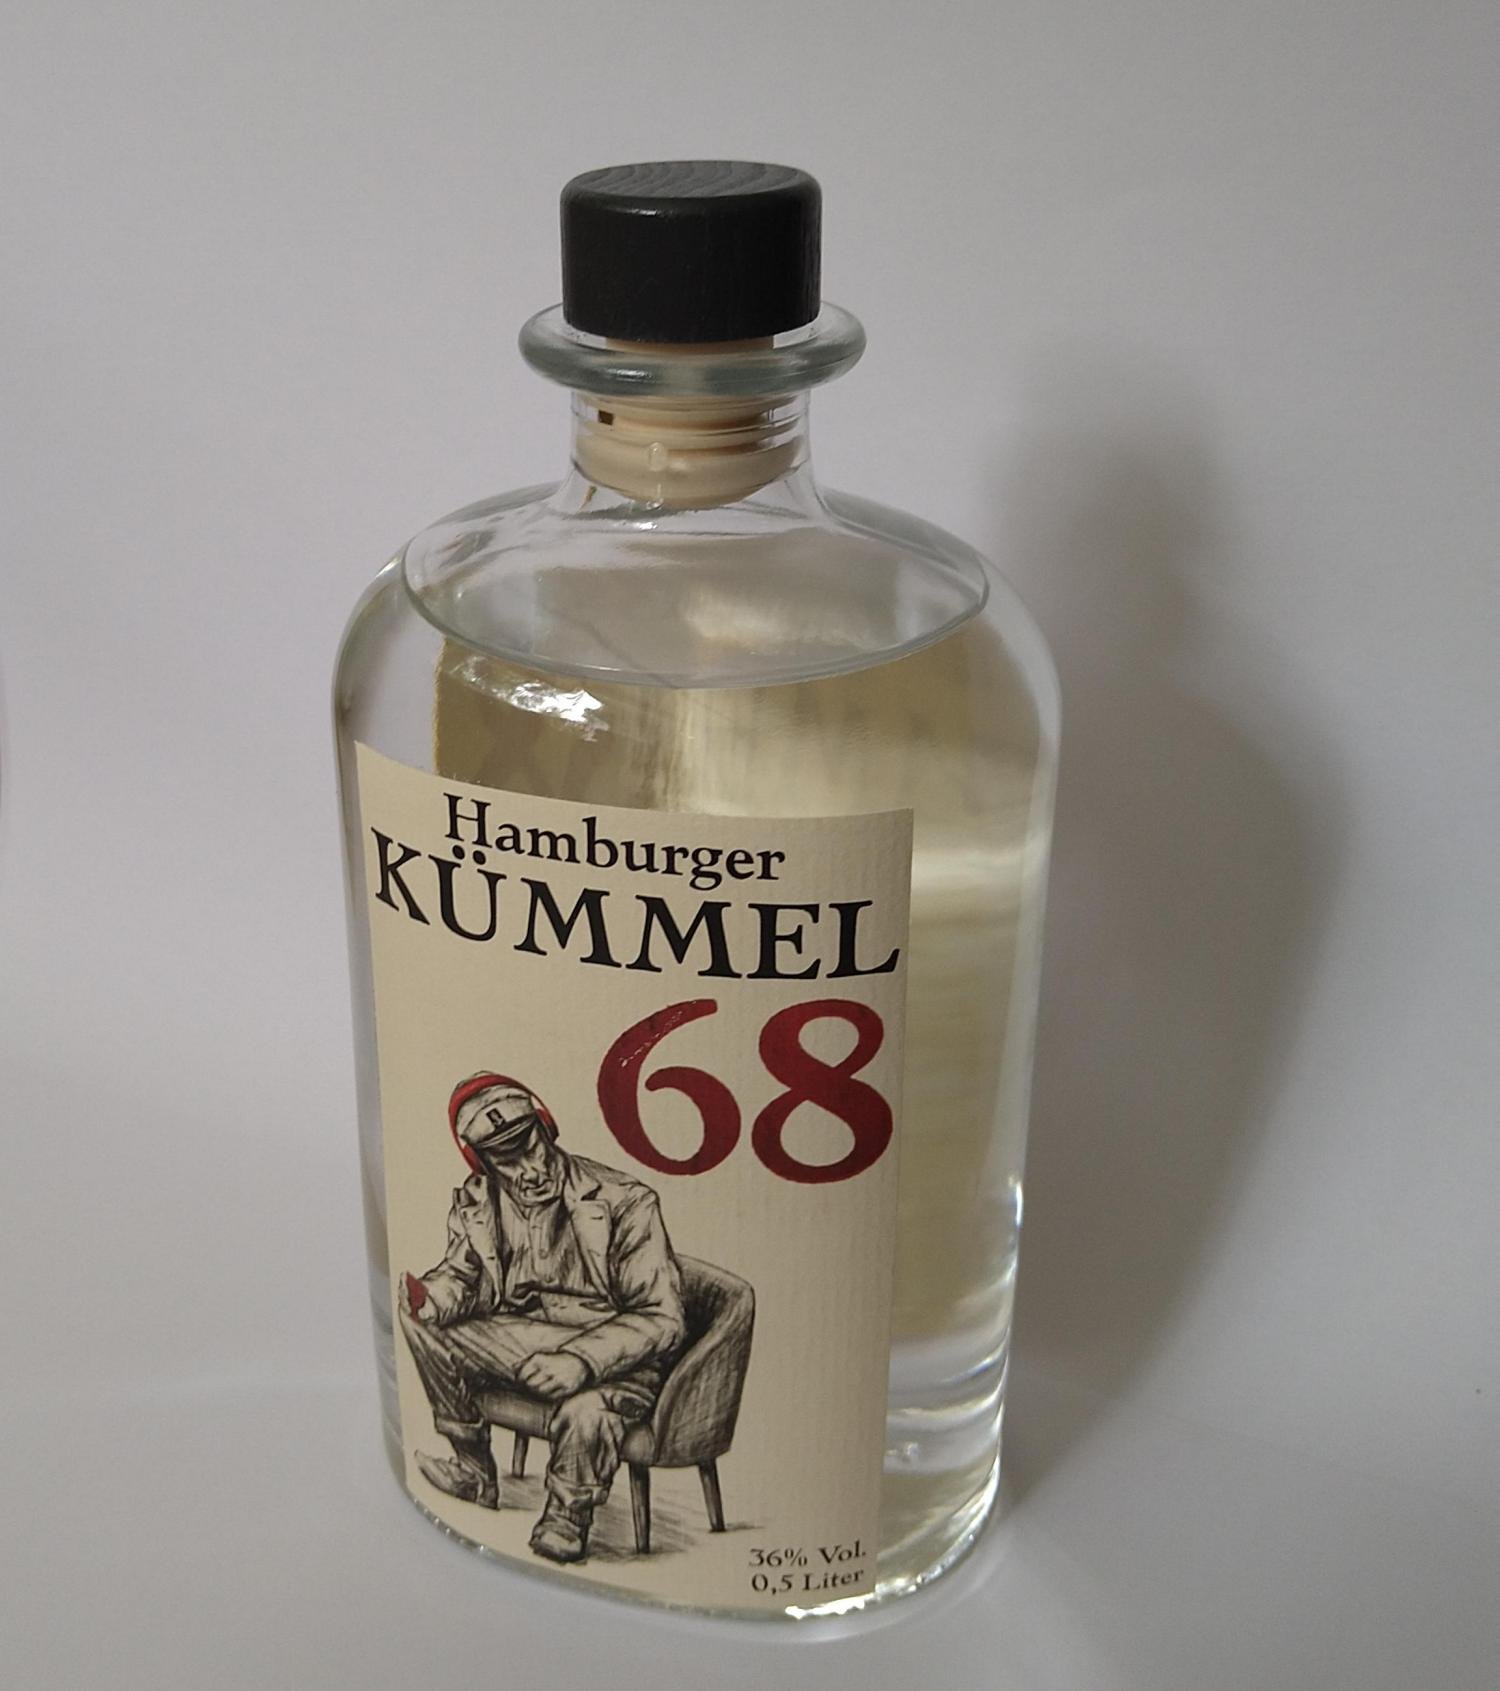 Hamburger
KÜMMEL
68
36% Vol.
0,5 Liter